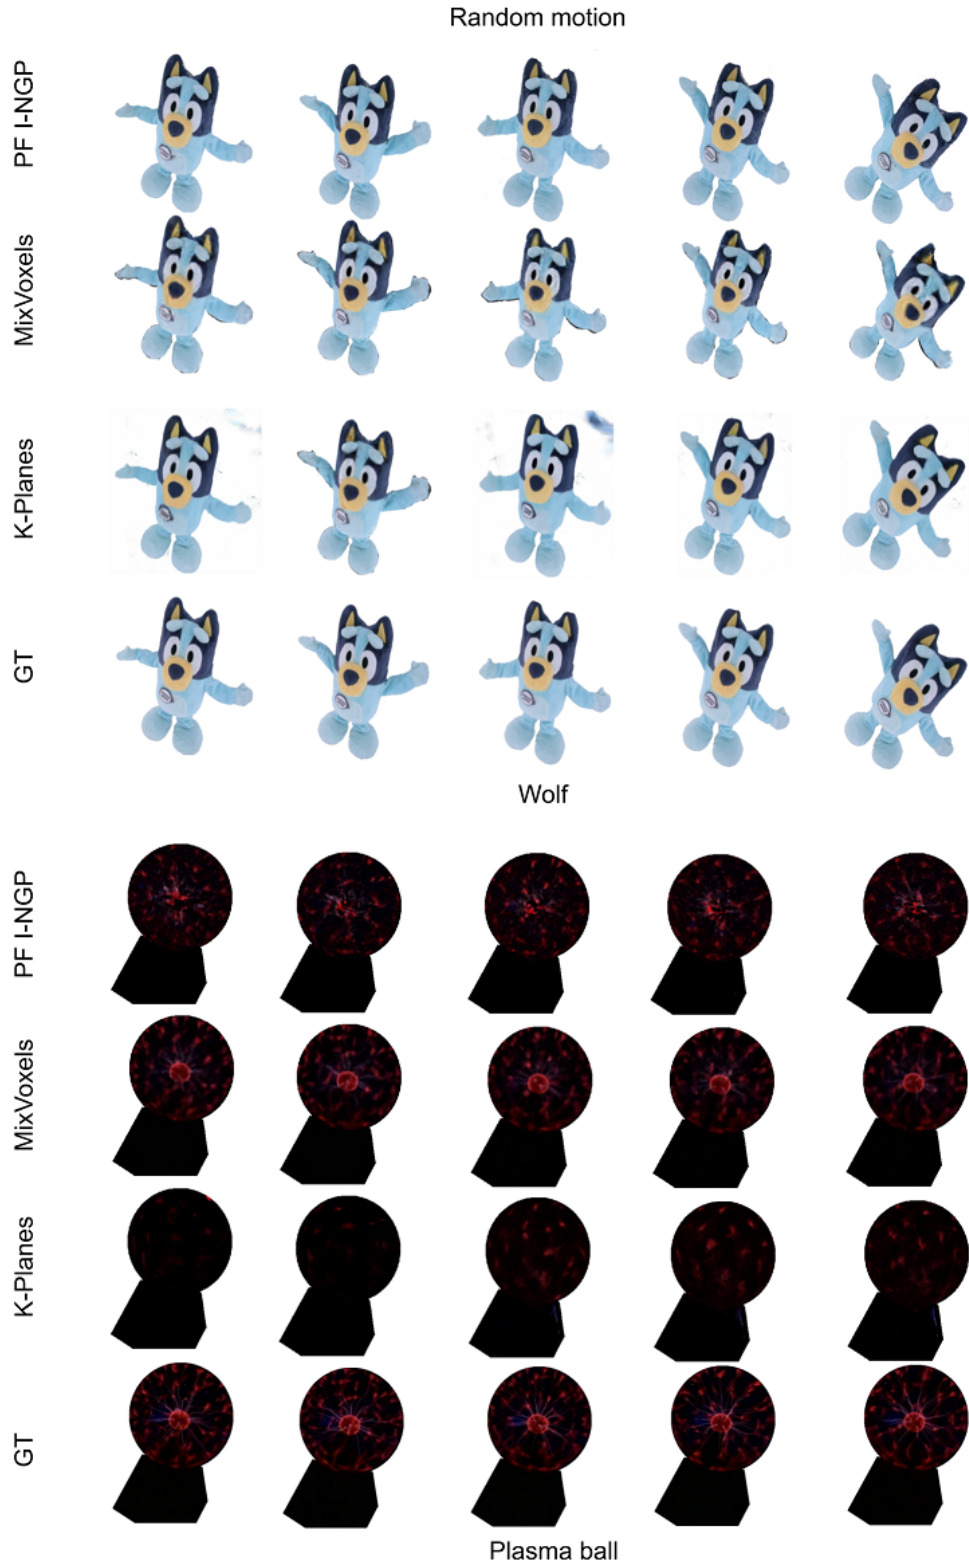 Random motion
PF I-NGP
MixVoxels
K-Planes
GT
Wolf
PF I-NGP
MixVoxels
K-Planes
GT
Plasma ball